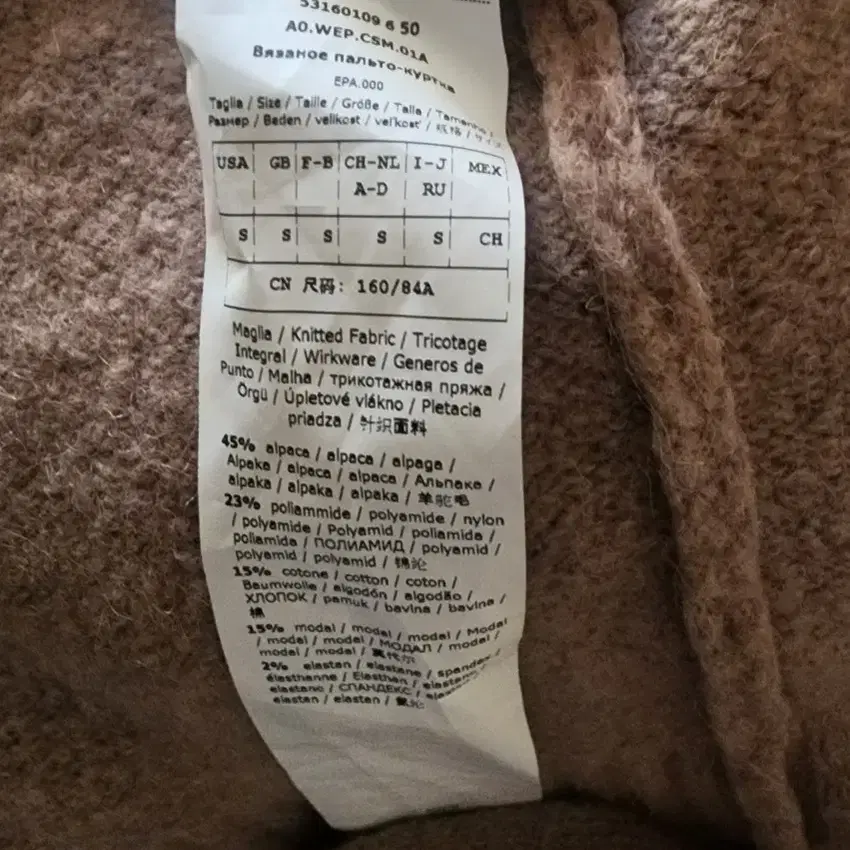 53160109 6 50
A0.WEP.CSM.01A
Вязаное пальто-куртка
EPA.000
Taglia / Size / Taille / Größe / Talla / Tamanho /
Размер / Beden / velikost / veľkosť /
USA GB F-B CH-NL I-J MEX
A-D RU
S S S S S CH
CN 尺码: 160/84A
Maglia / Knitted Fabric / Tricotage
Integral / Wirkware / Generos de
Punto / Malha / трикотажная пряжа /
Örgü / Úpletové vlákno / Pletacia
priadza / 针织面料
45% alpaca / alpaca / alpaga /
Alpaka / alpaca / alpaca / Альпака /
alpaka / alpaka / alpaka / 羊驼毛
23% poliammide / polyamide / nylon
/ polyamide / Polyamid / poliamida /
poliamida / ПОЛИАМИД / polyamid /
polyamid / polyamid / 锦纶
15% cotone / cotton / coton /
Baumwolle / algodón / algodão /
ХЛОПОК / pamuk / bavlna / bavlna /
棉
15% modal / modal / modal / Modal
/ modal / modal / МОДАЛ / modal /
modal / modal / 莫代尔
2% elastan / elastane / spandex /
élasthanne / Elasthan / elastano /
elastano / СПАНДЕКС / elastan /
elastan / elastan / 氨纶